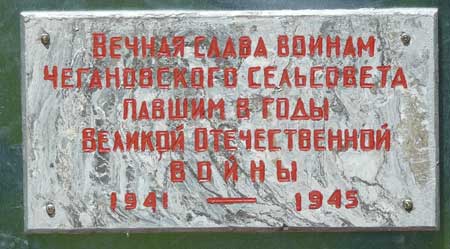 Вечная слава воинам
Чегановского сельсовета
павшим в годы
Великой Отечественной
войны
1941 — 1945